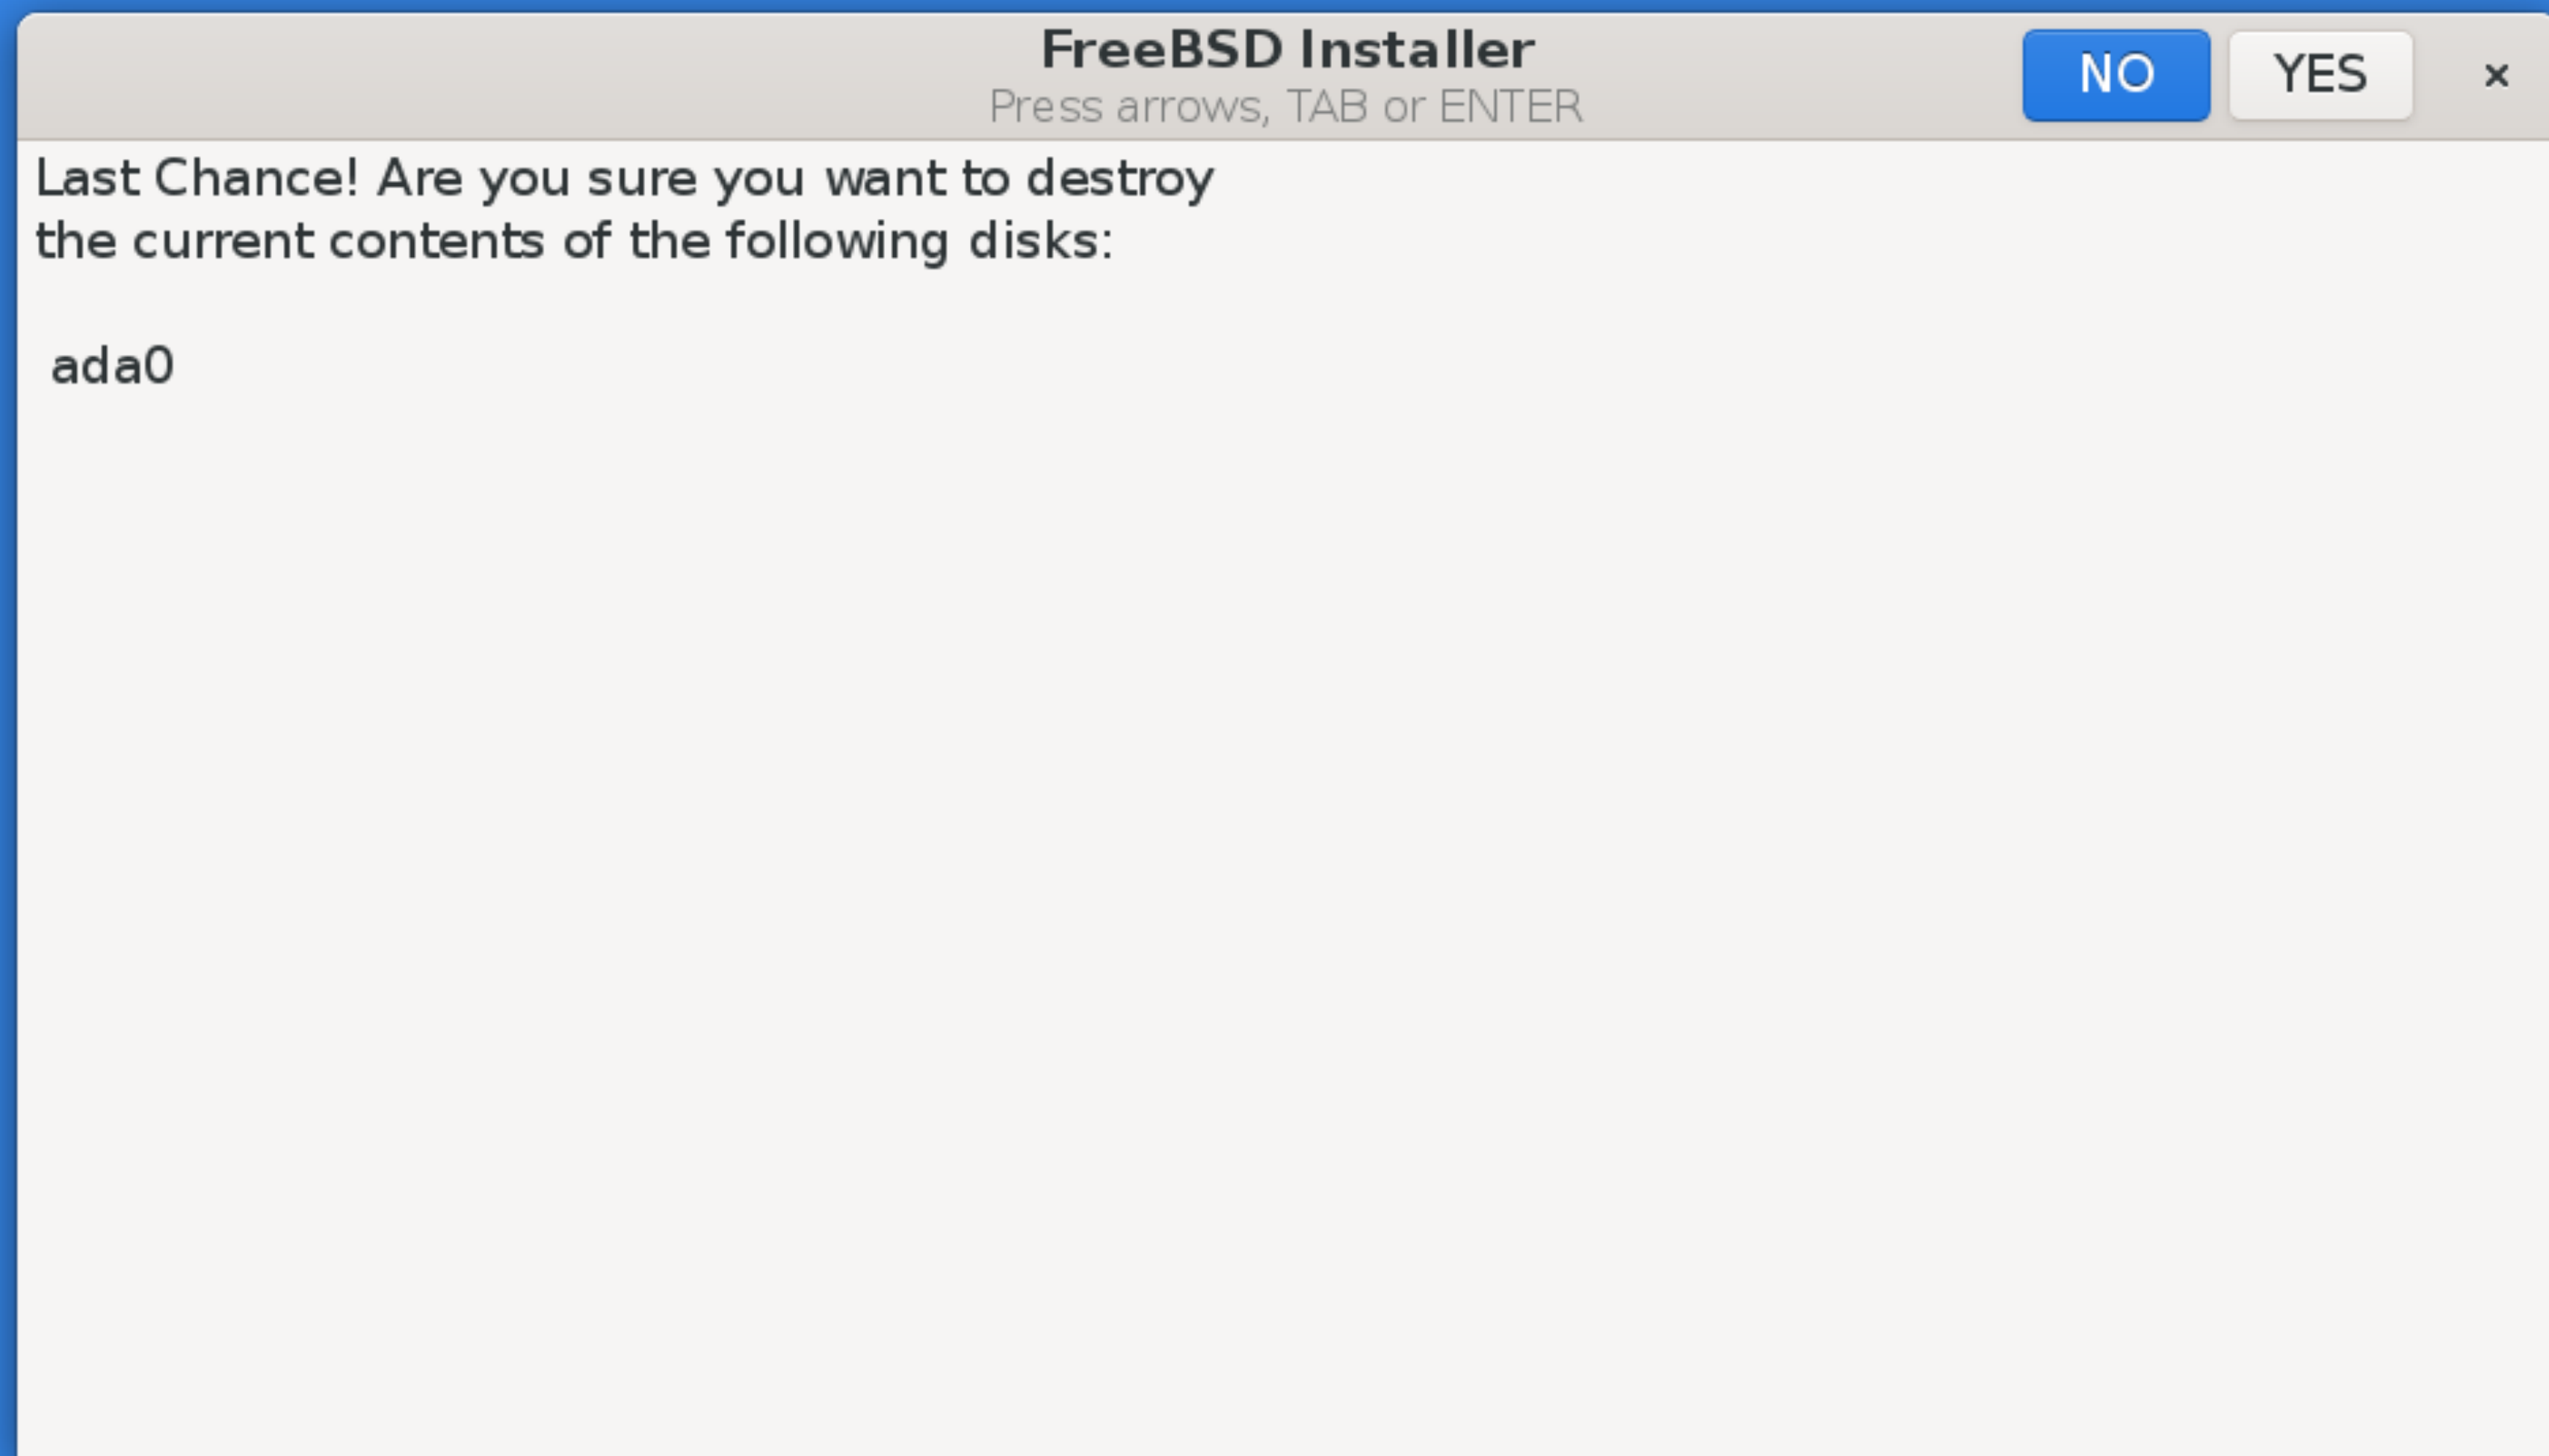 FreeBSD Installer
Press arrows, TAB or ENTER
NO
YES
×
Last Chance! Are you sure you want to destroy
the current contents of the following disks:
ada0